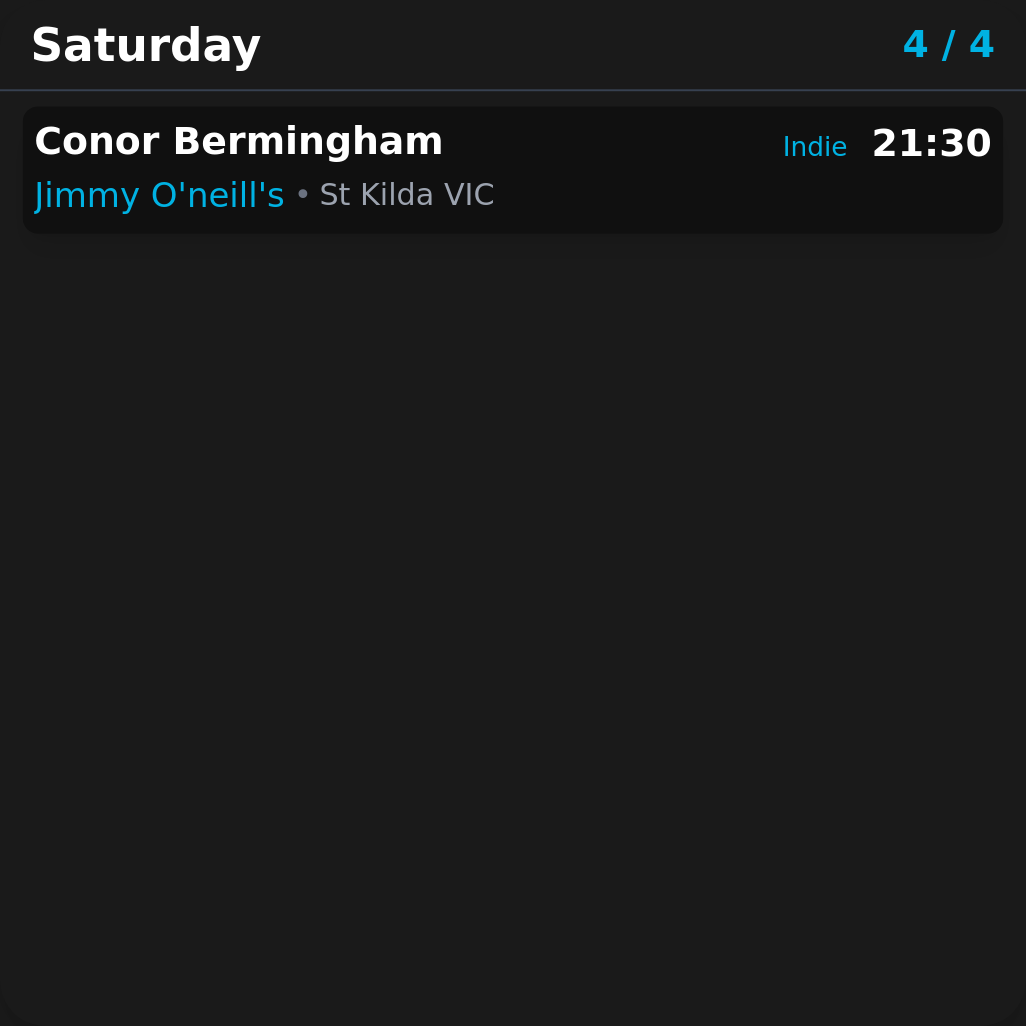 Saturday 4 / 4
Conor Bermingham Indie 21:30
Jimmy O'neill's • St Kilda VIC